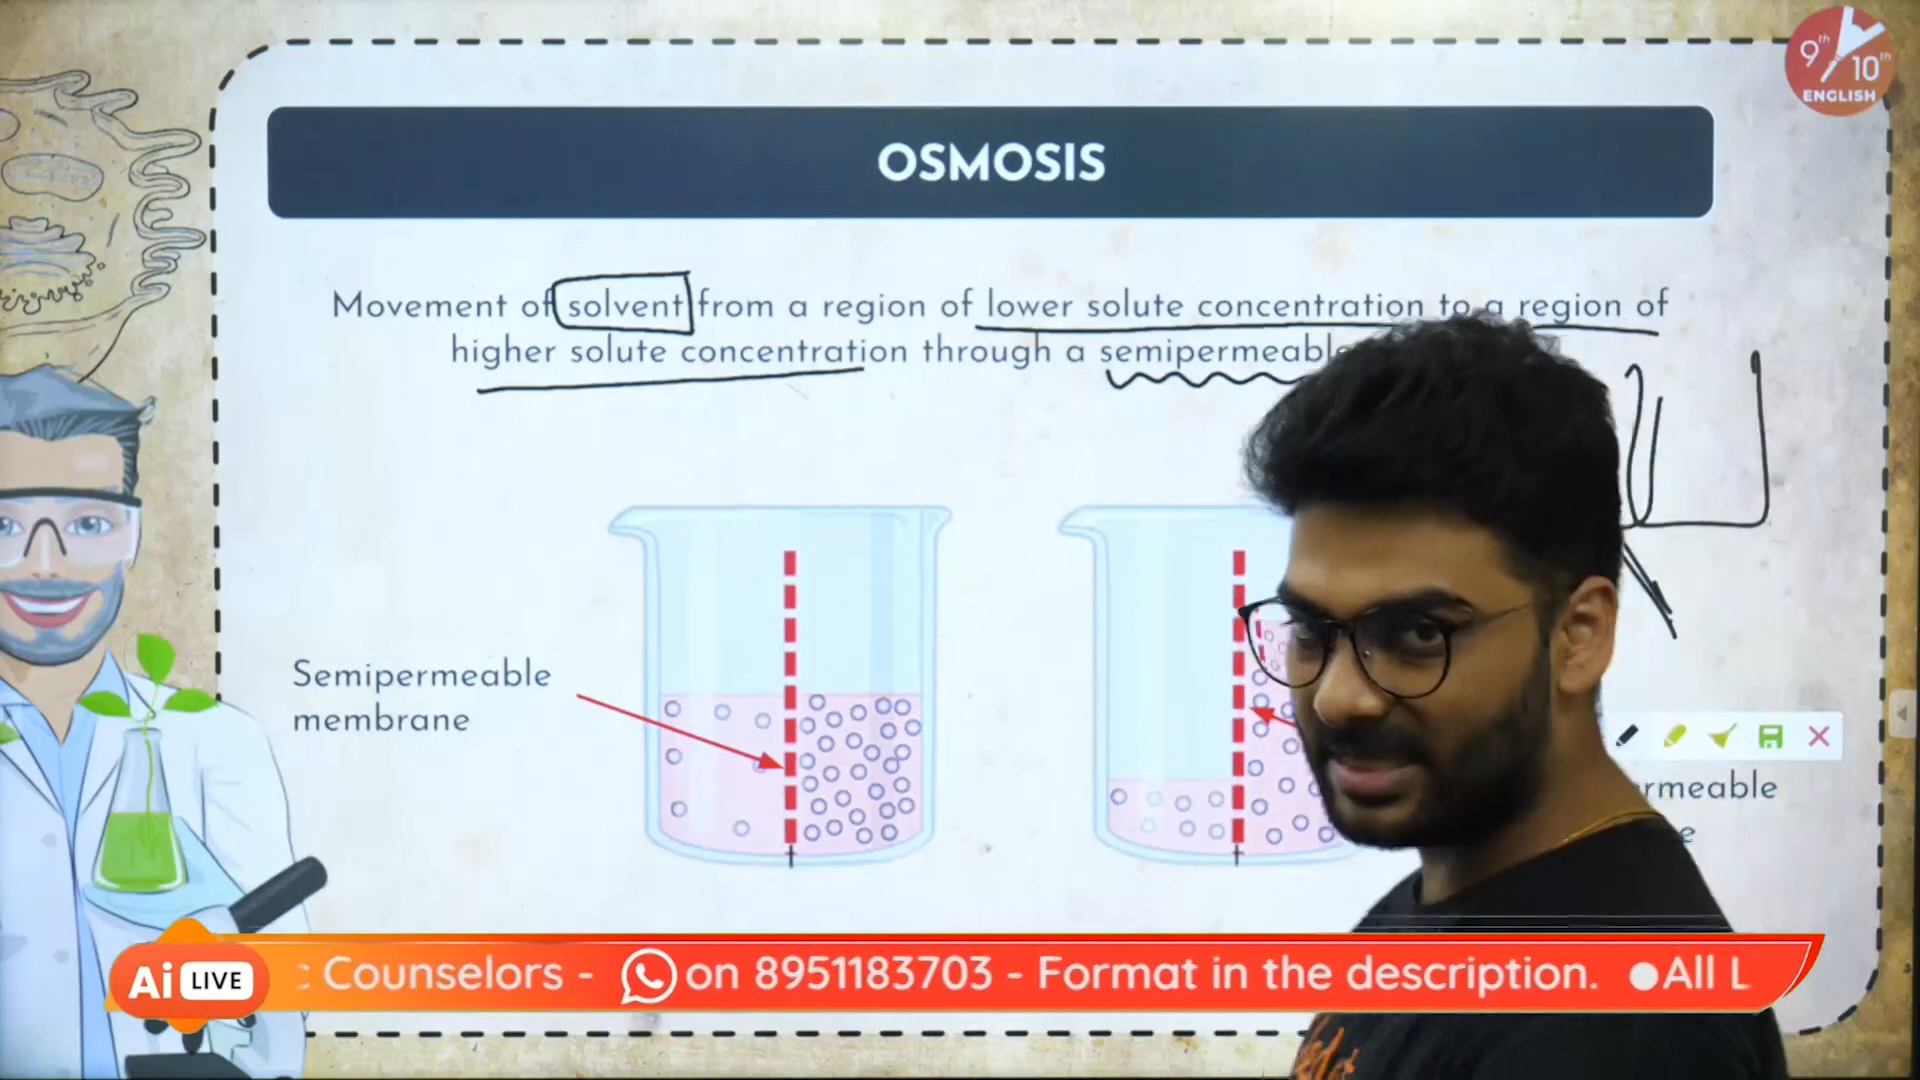 9th
10th
ENGLISH
OSMOSIS
Movement of solvent from a region of lower solute concentration to a region of
higher solute concentration through a semipermeable
Semipermeable
membrane
rmeable
e
Ai LIVE
Counselors - on 8951183703 - Format in the description. ●All L